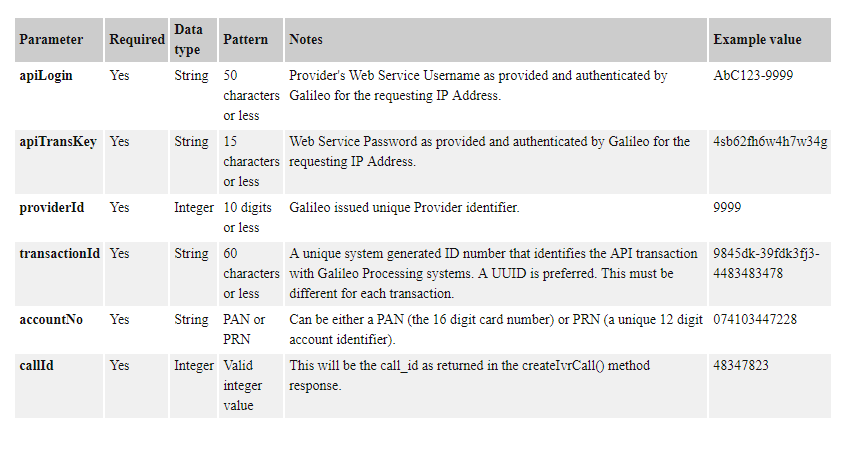 Parameter Required Data type Pattern Notes Example value
apiLogin Yes String 50 Provider's Web Service Username as provided and authenticated by AbC123-9999
characters Galileo for the requesting IP Address.
or less
apiTransKey Yes String 15 Web Service Password as provided and authenticated by Galileo for the 4sb62fh6w4h7w34g
characters requesting IP Address.
or less
providerId Yes Integer 10 digits Galileo issued unique Provider identifier. 9999
or less
transactionId Yes String 60 A unique system generated ID number that identifies the API transaction 9845dk-39fdk3fj3-
characters with Galileo Processing systems. A UUID is preferred. This must be 4483483478
or less different for each transaction.
accountNo Yes String PAN or Can be either a PAN (the 16 digit card number) or PRN (a unique 12 digit 074103447228
PRN account identifier).
callId Yes Integer Valid This will be the call_id as returned in the createIvrCall() method 48347823
integer response.
value